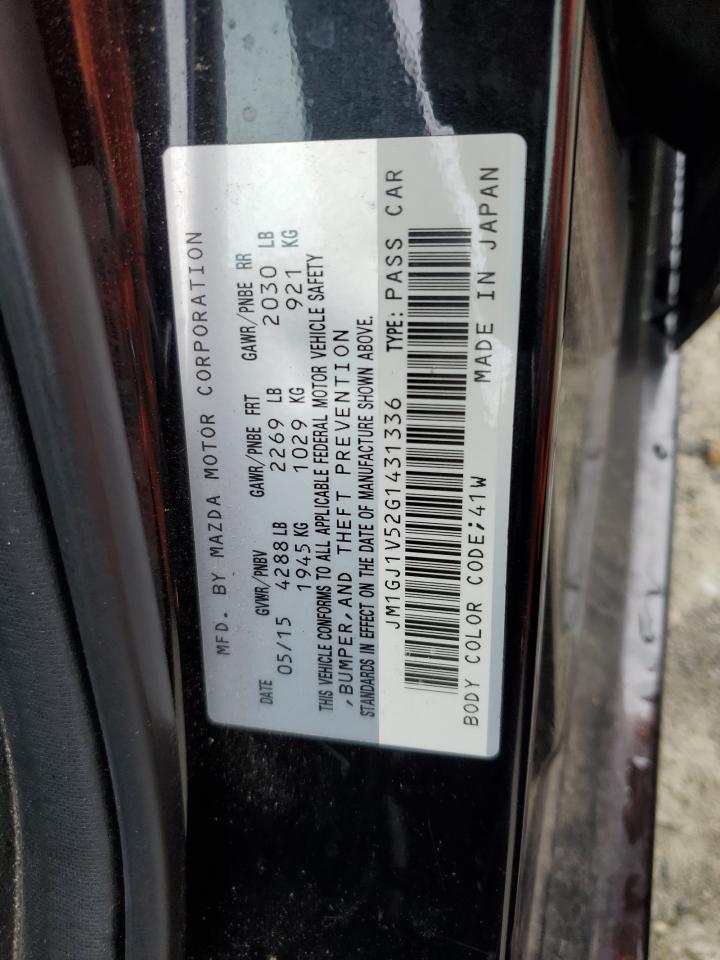 MFD. BY MAZDA MOTOR CORPORATION
DATE GVWR/PNBV GAWR/PNBE FRT GAWR/PNBE RR
05/15 4288 LB 2269 LB 2030 LB
1945 KG 1029 KG 921 KG
THIS VEHICLE CONFORMS TO ALL APPLICABLE FEDERAL MOTOR VEHICLE SAFETY
,BUMPER,AND THEFT PREVENTION
STANDARDS IN EFFECT ON THE DATE OF MANUFACTURE SHOWN ABOVE.
JM1GJ1V52G1431336 TYPE: PASS CAR
BODY COLOR CODE;41W MADE IN JAPAN